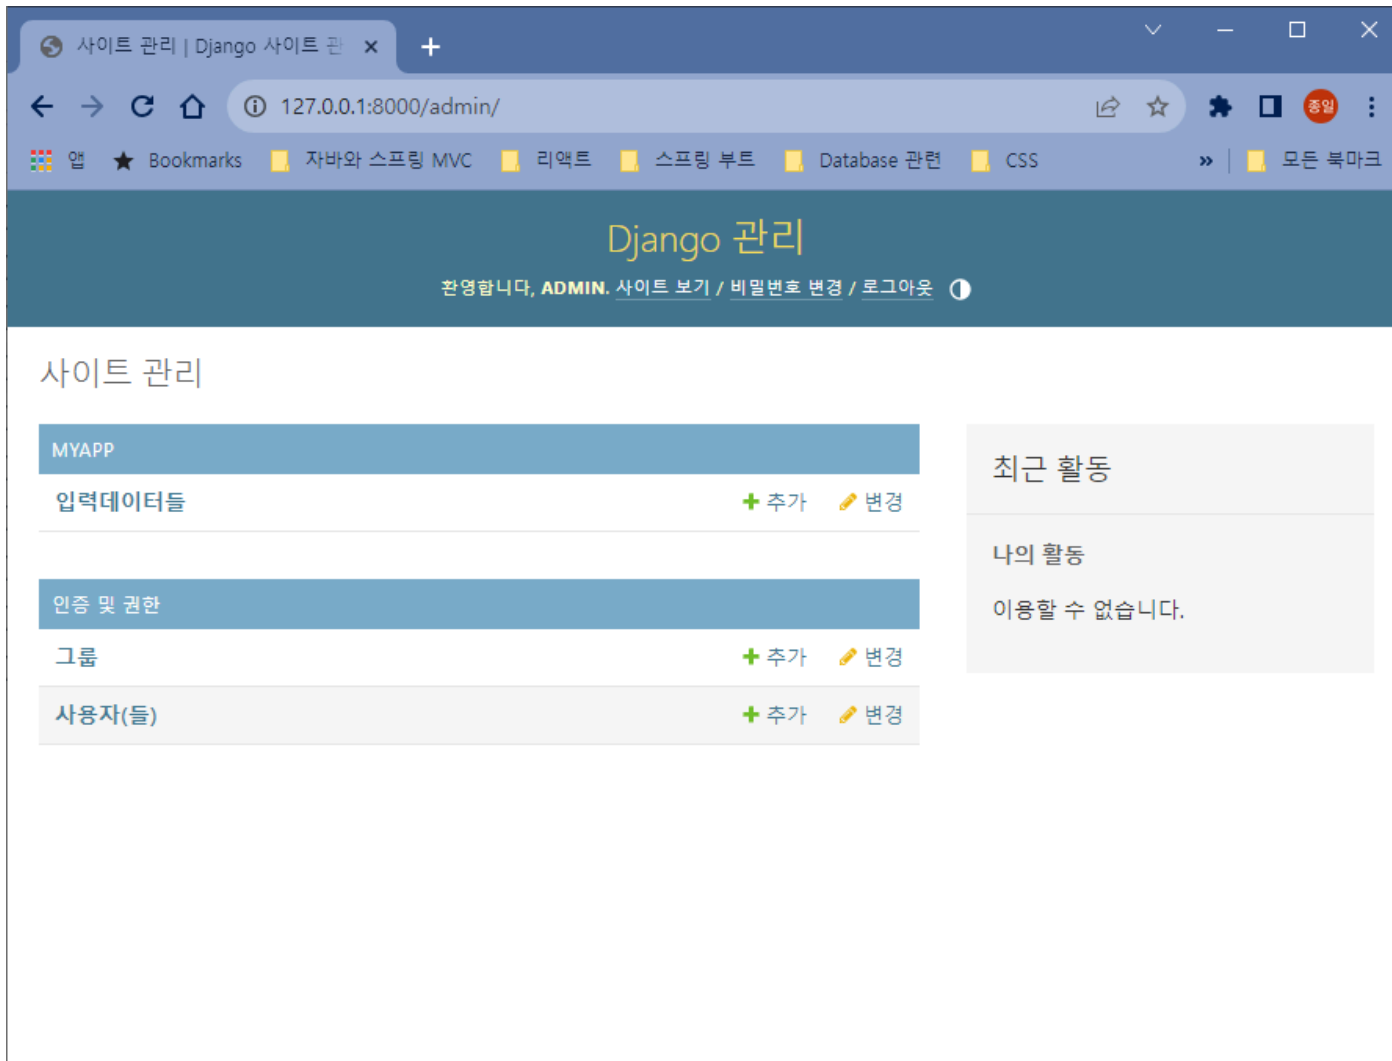 사이트 관리 | Django 사이트 관
127.0.0.1:8000/admin/
종일
앱 Bookmarks 자바와 스프링 MVC 리액트 스프링 부트 Database 관련 CSS » 모든 북마크
Django 관리
환영합니다, ADMIN. 사이트 보기 / 비밀번호 변경 / 로그아웃
사이트 관리
MYAPP
입력데이터들 추가 변경
인증 및 권한
그룹 추가 변경
사용자(들) 추가 변경
최근 활동
나의 활동
이용할 수 없습니다.